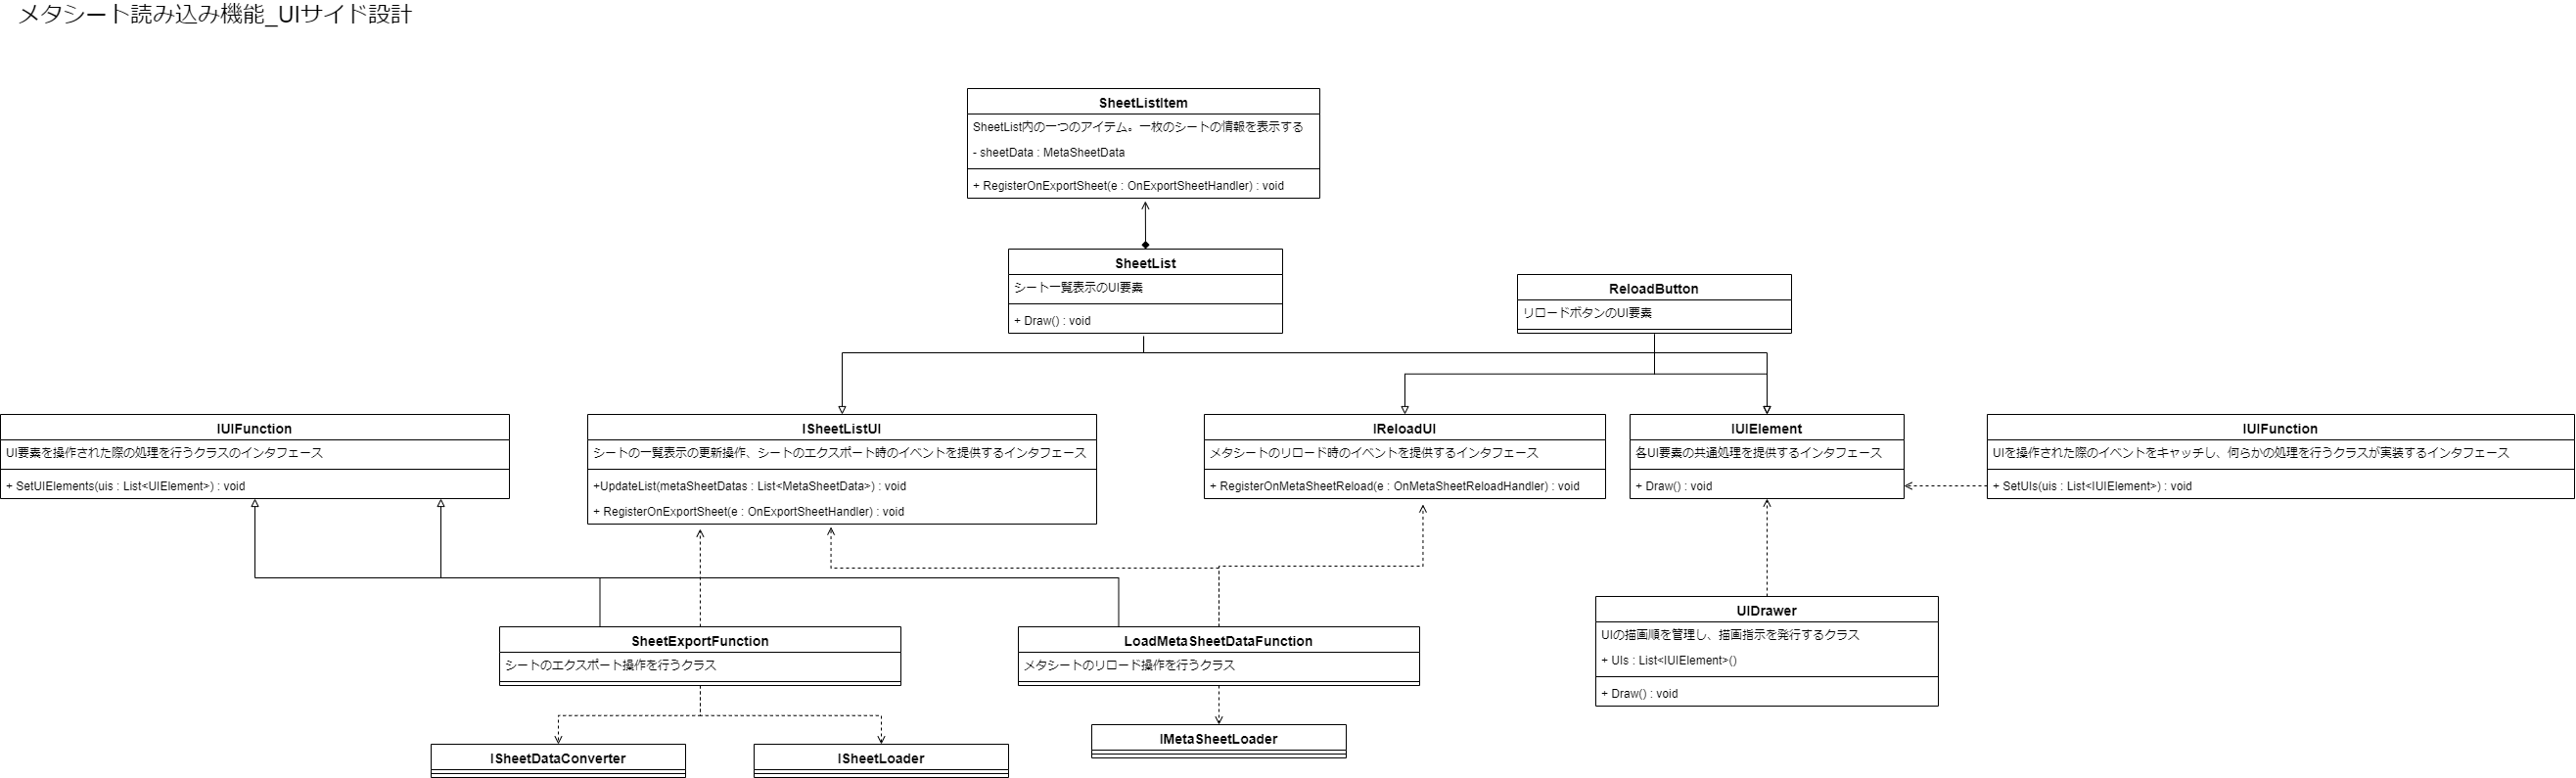 メタシート読み込み機能_UIサイド設計
SheetListItem
SheetList内の一つのアイテム。一枚のシートの情報を表示する
- sheetData : MetaSheetData
+ RegisterOnExportSheet(e : OnExportSheetHandler) : void
SheetList
シート一覧表示のUI要素
+ Draw() : void
ReloadButton
リロードボタンのUI要素
IUIFunction
UI要素を操作された際の処理を行うクラスのインタフェース
+ SetUIElements(uis : List<UIElement>) : void
ISheetListUI
シートの一覧表示の更新操作、シートのエクスポート時のイベントを提供するインタフェース
+UpdateList(metaSheetDatas : List<MetaSheetData>) : void
+ RegisterOnExportSheet(e : OnExportSheetHandler) : void
IReloadUI
メタシートのリロード時のイベントを提供するインタフェース
+ RegisterOnMetaSheetReload(e : OnMetaSheetReloadHandler) : void
IUIElement
各UI要素の共通処理を提供するインタフェース
+ Draw() : void
IUIFunction
UIを操作された際のイベントをキャッチし、何らかの処理を行うクラスが実装するインタフェース
+ SetUIs(uis : List<IUIElement>) : void
SheetExportFunction
シートのエクスポート操作を行うクラス
LoadMetaSheetDataFunction
メタシートのリロード操作を行うクラス
UIDrawer
UIの描画順を管理し、描画指示を発行するクラス
+ UIs : List<IUIElement>()
+ Draw() : void
ISheetDataConverter
ISheetLoader
IMetaSheetLoader